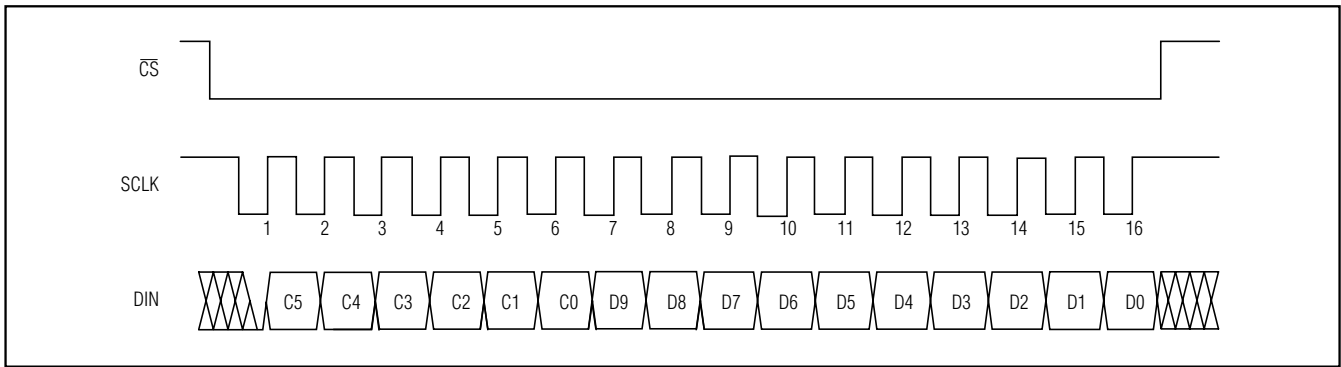 CS
SCLK
1 2 3 4 5 6 7 8 9 10 11 12 13 14 15 16
DIN
C5 C4 C3 C2 C1 C0 D9 D8 D7 D6 D5 D4 D3 D2 D1 D0